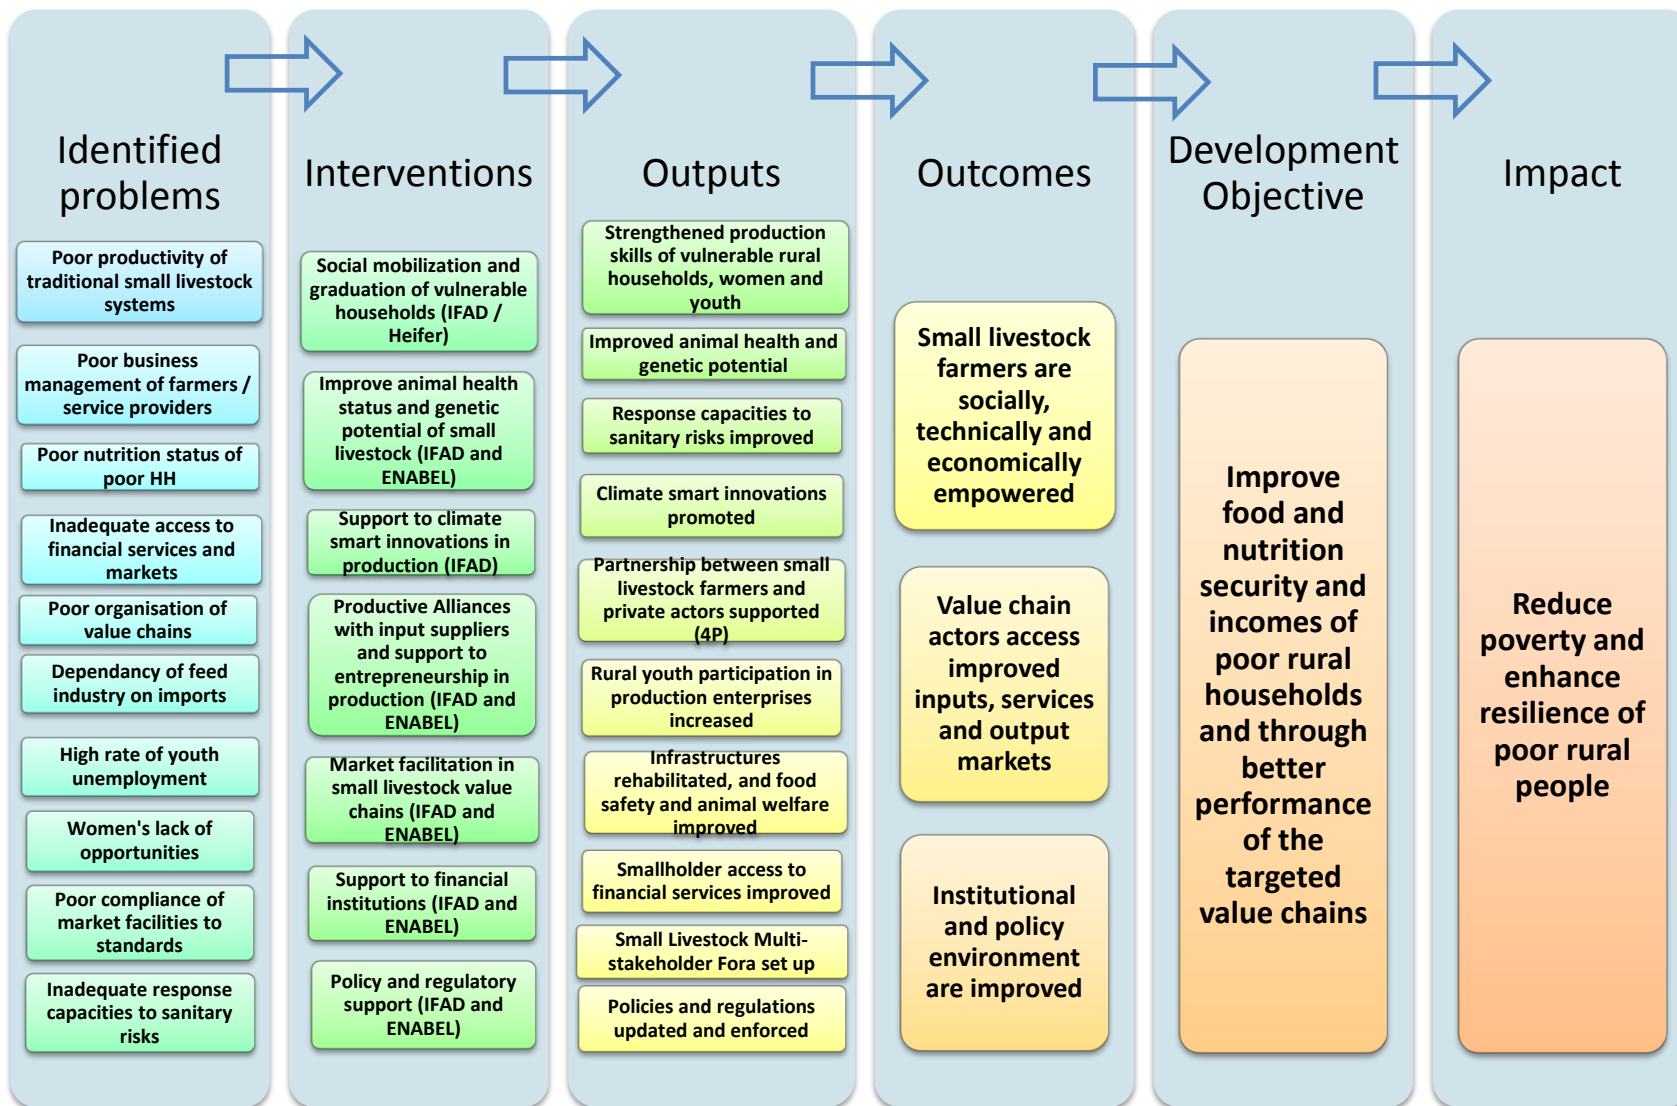 Identified
problems
Poor productivity of
traditional small livestock
systems
Poor business
management of farmers /
service providers
Poor nutrition status of
poor HH
Inadequate access to
financial services and
markets
Poor organisation of
value chains
Dependancy of feed
industry on imports
High rate of youth
unemployment
Women's lack of
opportunities
Poor compliance of
market facilities to
standards
Inadequate response
capacities to sanitary
risks
Interventions
Social mobilization and
graduation of vulnerable
households (IFAD /
Heifer)
Improve animal health
status and genetic
potential of small
livestock (IFAD and
ENABEL)
Support to climate
smart innovations in
production (IFAD)
Productive Alliances
with input suppliers
and support to
entrepreneurship in
production (IFAD and
ENABEL)
Market facilitation in
small livestock value
chains (IFAD and
ENABEL)
Support to financial
institutions (IFAD and
ENABEL)
Policy and regulatory
support (IFAD and
ENABEL)
Outputs
Strengthened production
skills of vulnerable rural
households, women and
youth
Improved animal health and
genetic potential
Response capacities to
sanitary risks improved
Climate smart innovations
promoted
Partnership between small
livestock farmers and
private actors supported
(4P)
Rural youth participation in
production enterprises
increased
Infrastructures
rehabilitated, and food
safety and animal welfare
improved
Smallholder access to
financial services improved
Small Livestock Multi-
stakeholder Fora set up
Policies and regulations
updated and enforced
Outcomes
Small livestock
farmers are
socially,
technically and
economically
empowered
Value chain
actors access
improved
inputs, services
and output
markets
Institutional
and policy
environment
are improved
Development
Objective
Improve
food and
nutrition
security and
incomes of
poor rural
households
and through
better
performance
of the
targeted
value chains
Impact
Reduce
poverty and
enhance
resilience of
poor rural
people